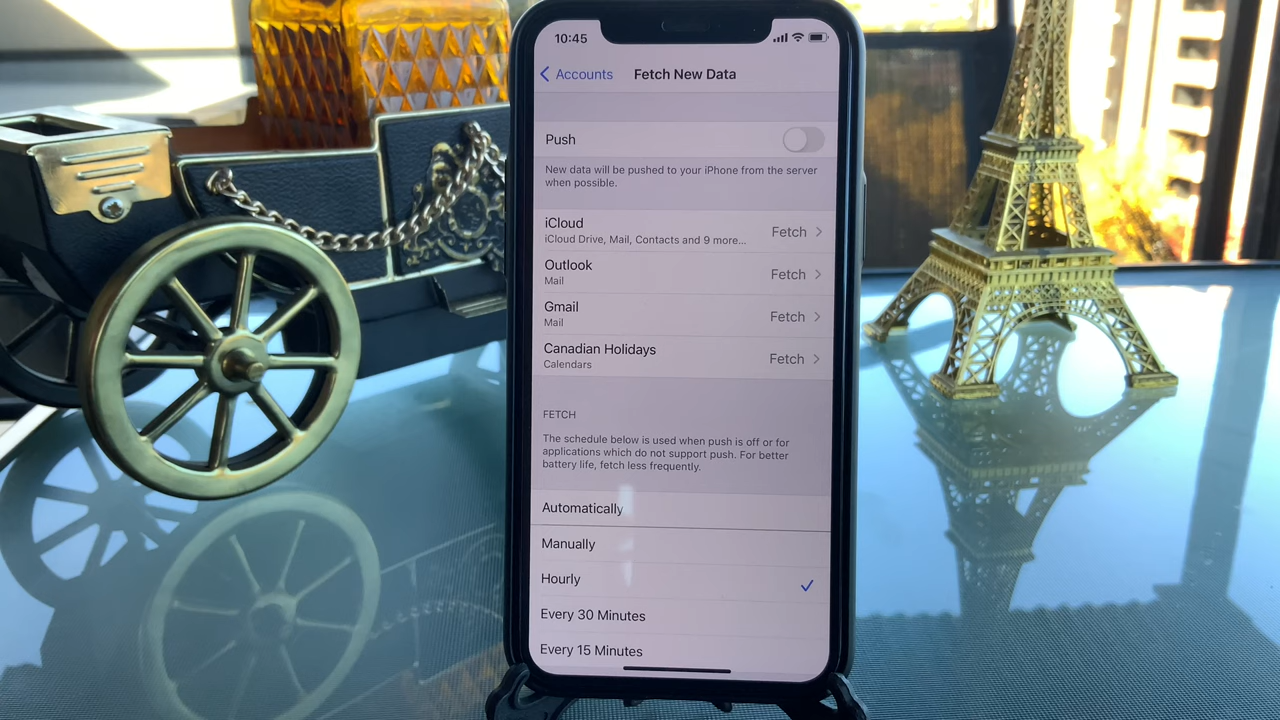 10:45
Accounts Fetch New Data
Push
New data will be pushed to your iPhone from the server
when possible.
iCloud
iCloud Drive, Mail, Contacts and 9 more...
Fetch
Outlook
Mail
Fetch
Gmail
Mail
Fetch
Canadian Holidays
Calendars
Fetch
FETCH
The schedule below is used when push is off or for
applications which do not support push. For better
battery life, fetch less frequently.
Automatically
Manually
Hourly
Every 30 Minutes
Every 15 Minutes